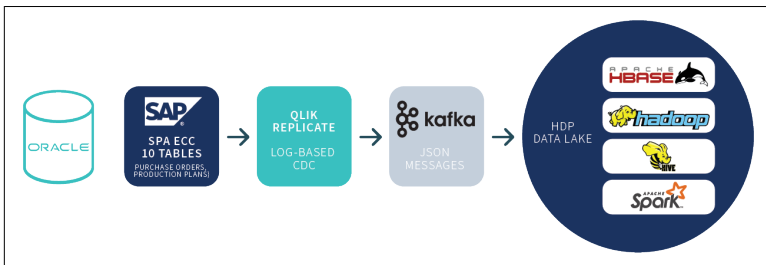 ORACLE
SAP®
SPA ECC
10 TABLES
PURCHASE ORDERS,
PRODUCTION PLANS)
QLIK
REPLICATE
LOG-BASED
CDC
kafka
JSON
MESSAGES
HDP
DATA LAKE
APACHE
HBASE
hadoop
HIVE
APACHE
Spark™